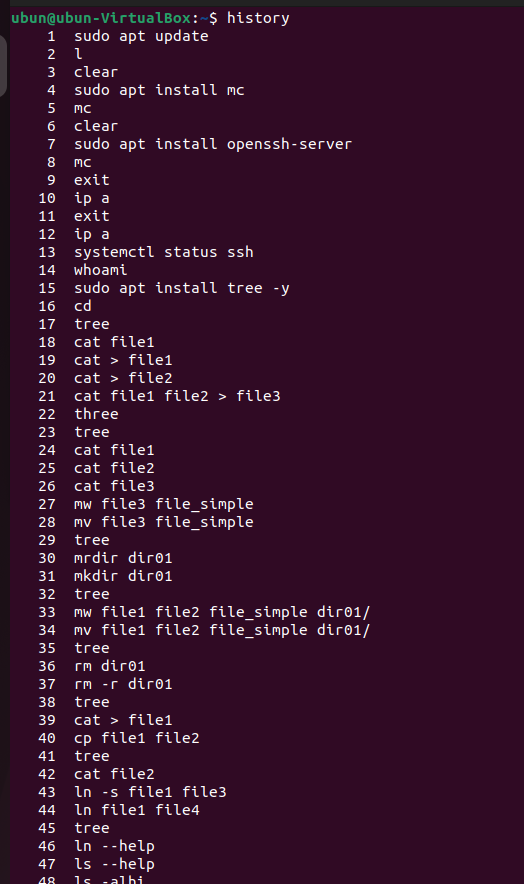 ubun@ubun-VirtualBox:~$ history
1 sudo apt update
2 l
3 clear
4 sudo apt install mc
5 mc
6 clear
7 sudo apt install openssh-server
8 mc
9 exit
10 ip a
11 exit
12 ip a
13 systemctl status ssh
14 whoami
15 sudo apt install tree -y
16 cd
17 tree
18 cat file1
19 cat > file1
20 cat > file2
21 cat file1 file2 > file3
22 three
23 tree
24 cat file1
25 cat file2
26 cat file3
27 mw file3 file_simple
28 mv file3 file_simple
29 tree
30 mrdir dir01
31 mkdir dir01
32 tree
33 mw file1 file2 file_simple dir01/
34 mv file1 file2 file_simple dir01/
35 tree
36 rm dir01
37 rm -r dir01
38 tree
39 cat > file1
40 cp file1 file2
41 tree
42 cat file2
43 ln -s file1 file3
44 ln file1 file4
45 tree
46 ln --help
47 ls --help
48 ls